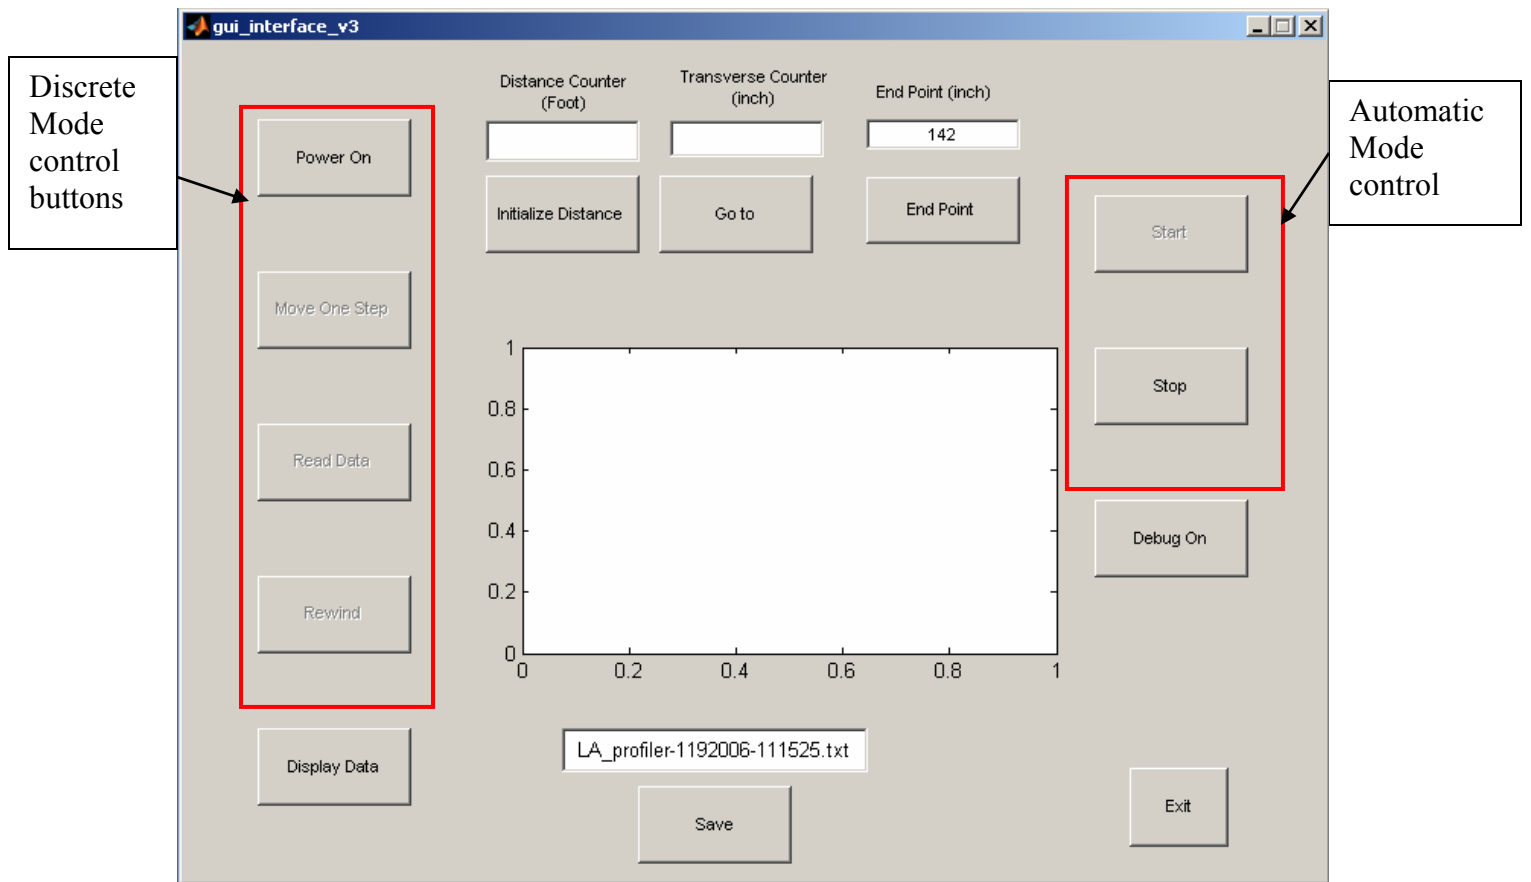 gui_interface_v3
Discrete
Mode
control
buttons
Distance Counter
(Foot)
Transverse Counter
(inch)
End Point (inch)
142
Automatic
Mode
control
Power On
Initialize Distance
Go to
End Point
Start
Move One Step
Stop
Read Data
Debug On
Rewind
1
0.8
0.6
0.4
0.2
0
0
0.2
0.4
0.6
0.8
1
Display Data
LA_profiler-1192006-111525.txt
Save
Exit